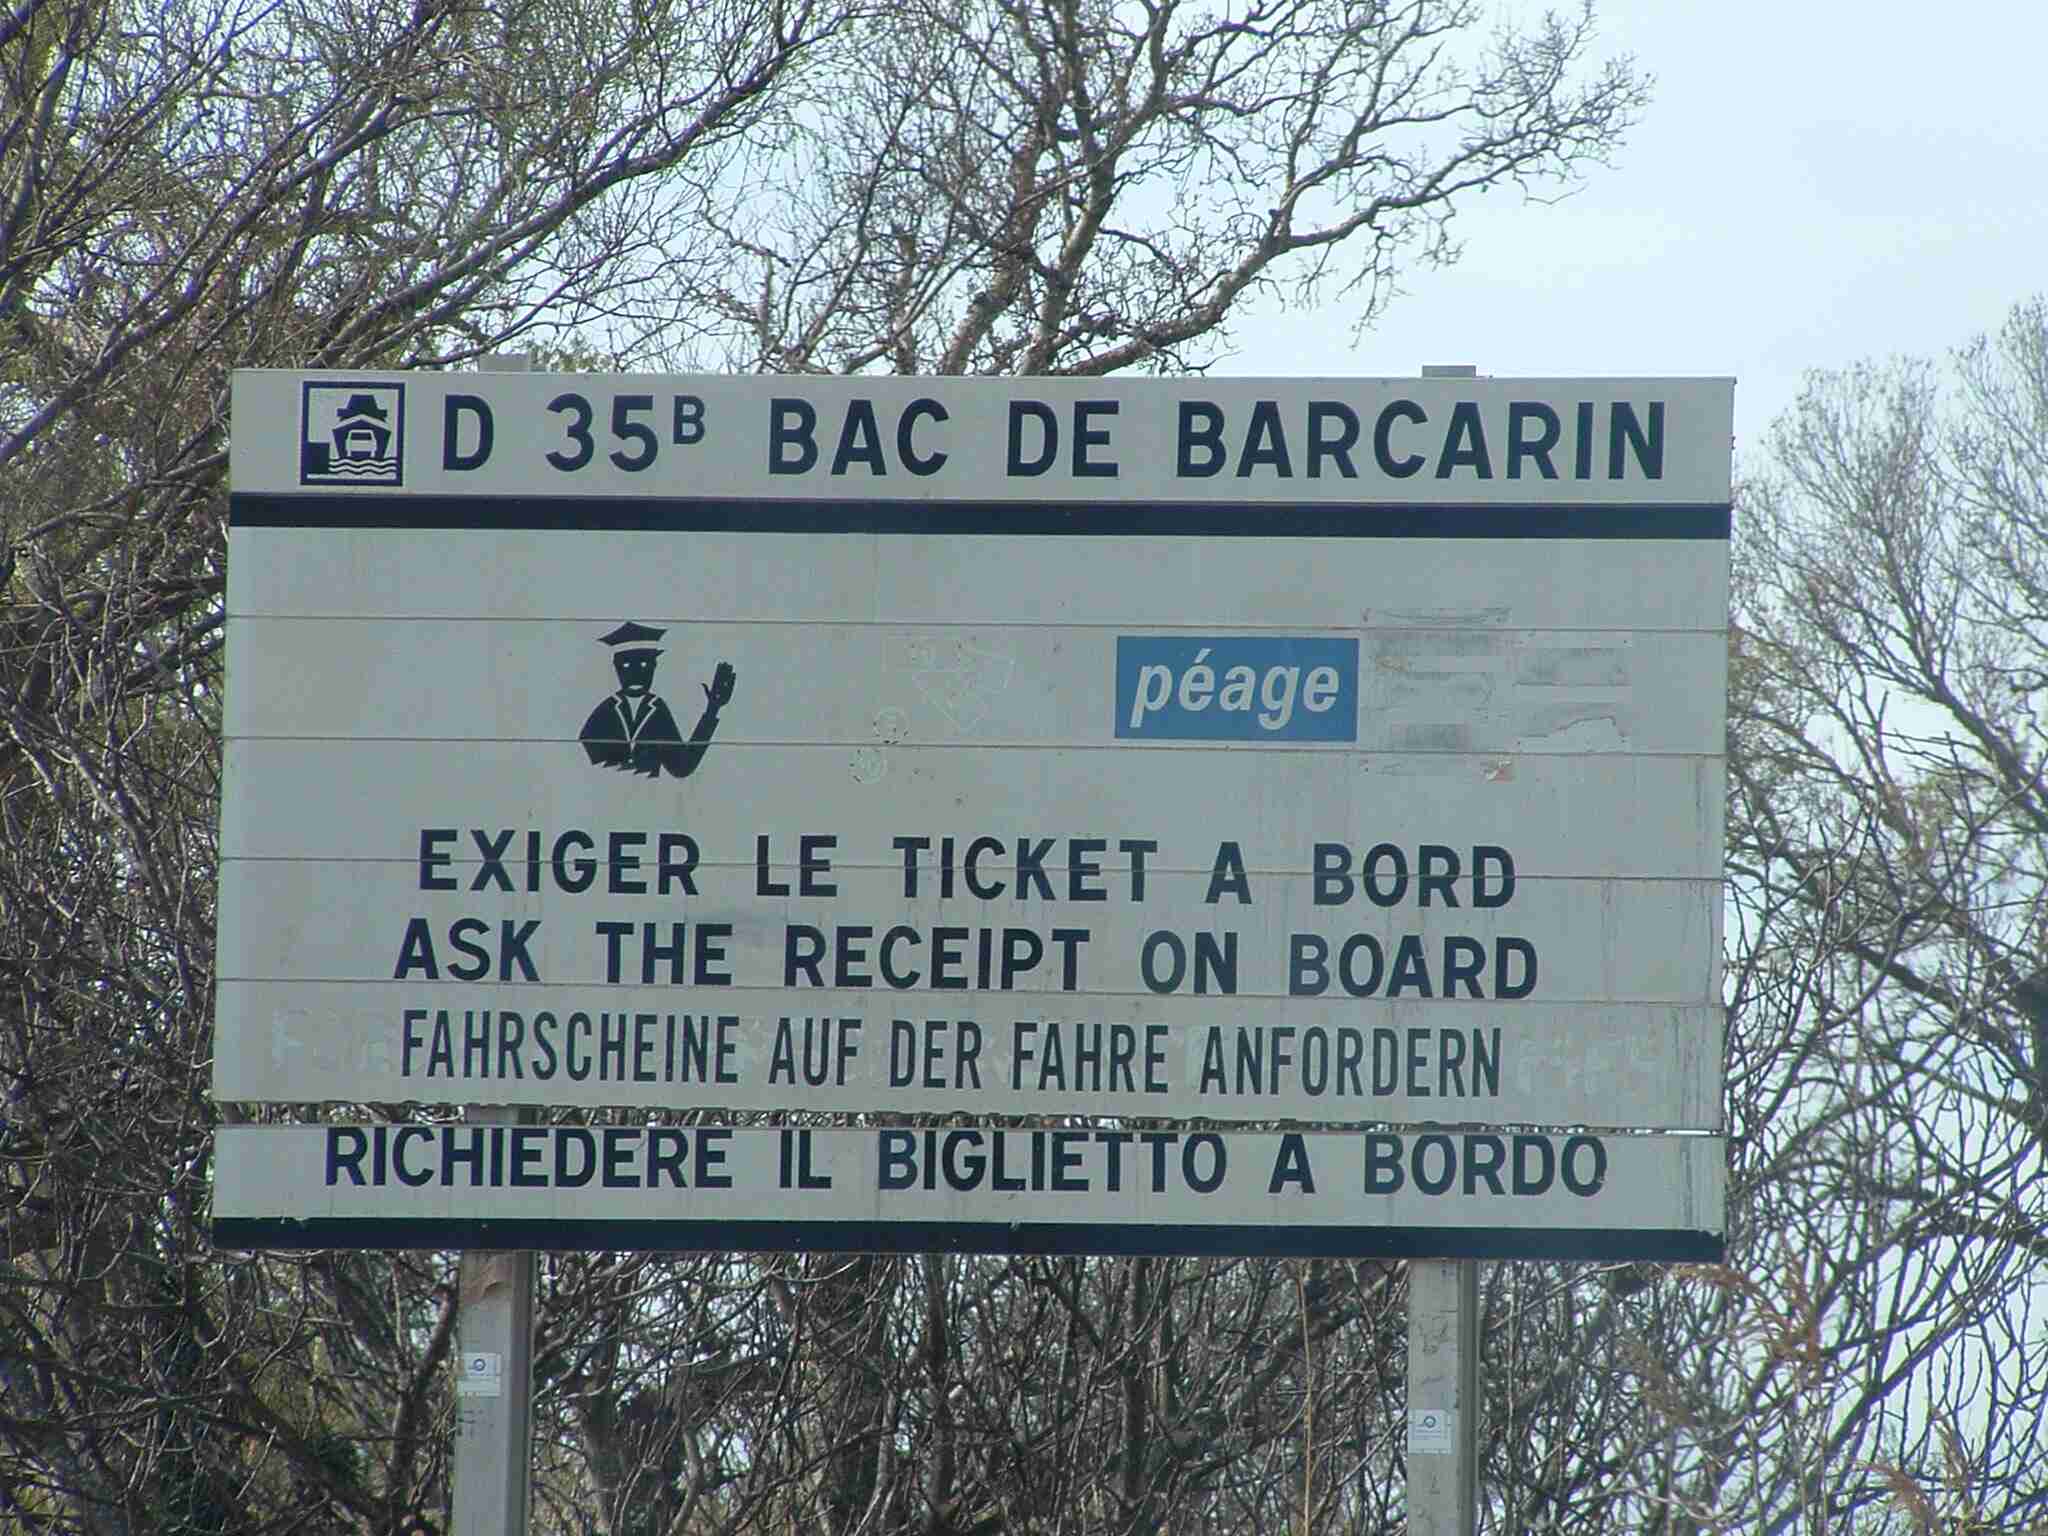 D 35B BAC DE BARCARIN
péage
EXIGER LE TICKET A BORD
ASK THE RECEIPT ON BOARD
FAHRSCHEINE AUF DER FAHRE ANFORDERN
RICHIEDERE IL BIGLIETTO A BORDO